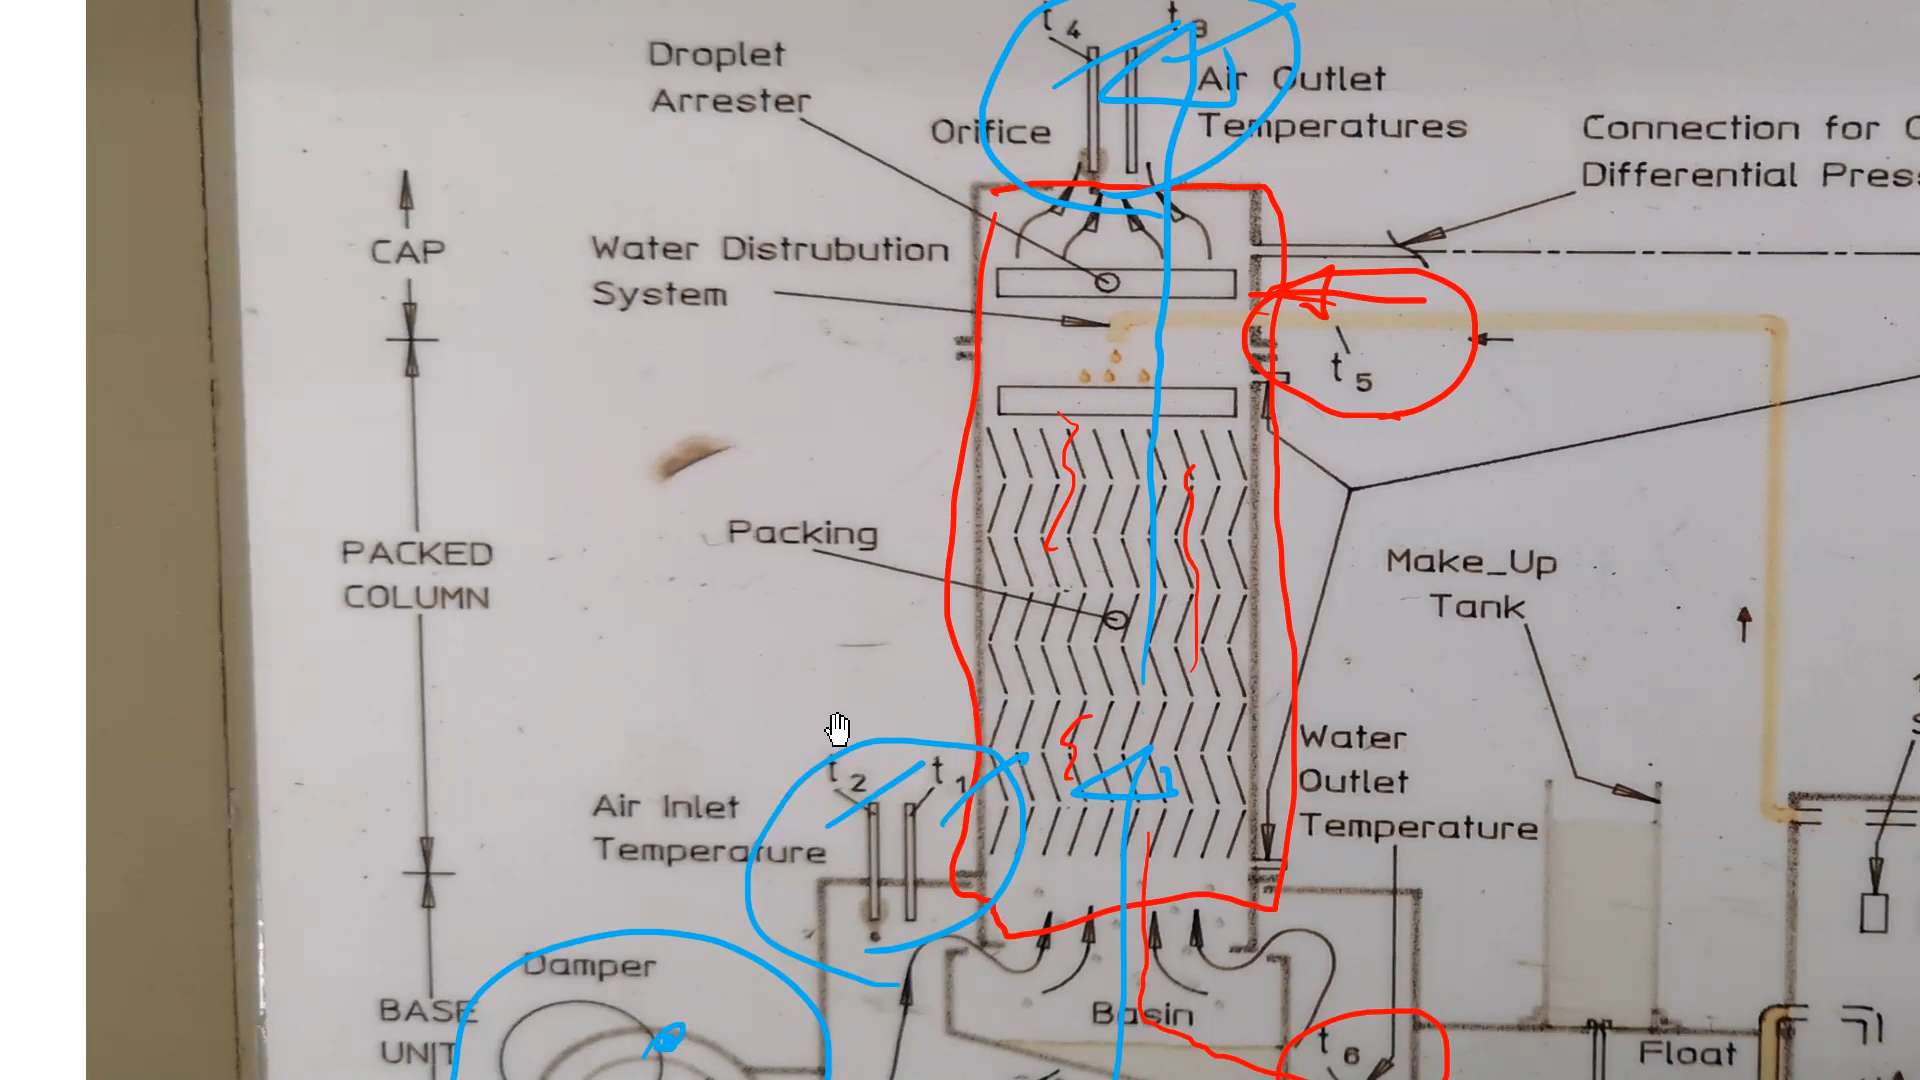 t4
t3
Droplet
Arrester
Orifice
Air Outlet
Temperatures
Connection for
Differential
CAP
Water Distrubution
System
t5
Packing
PACKED
COLUMN
Make_Up
Tank
Water
Outlet
Temperature
t2
t1
Air Inlet
Temperature
Damper
Basin
BASE
UNIT
t6
Float